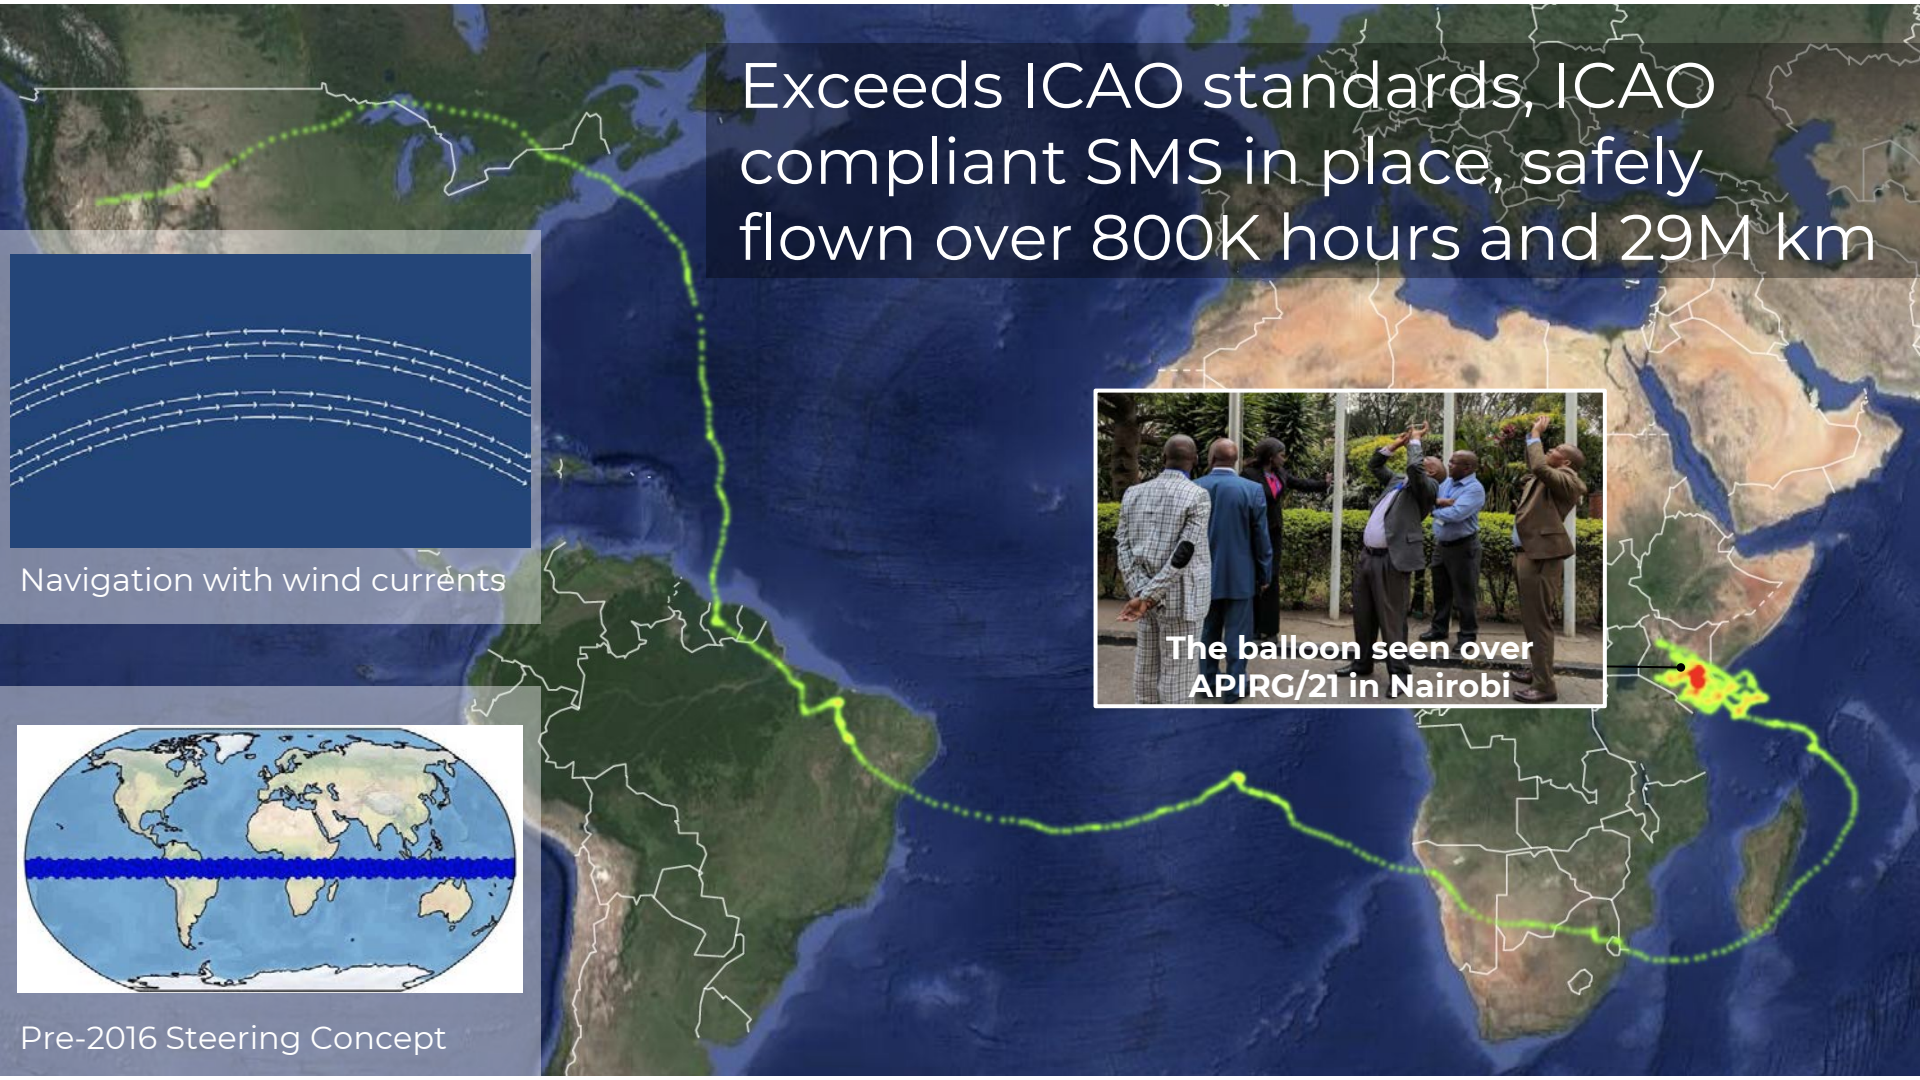 Exceeds ICAO standards, ICAO
compliant SMS in place, safely
flown over 800K hours and 29M km
Navigation with wind currents
The balloon seen over
APIRG/21 in Nairobi
Pre-2016 Steering Concept